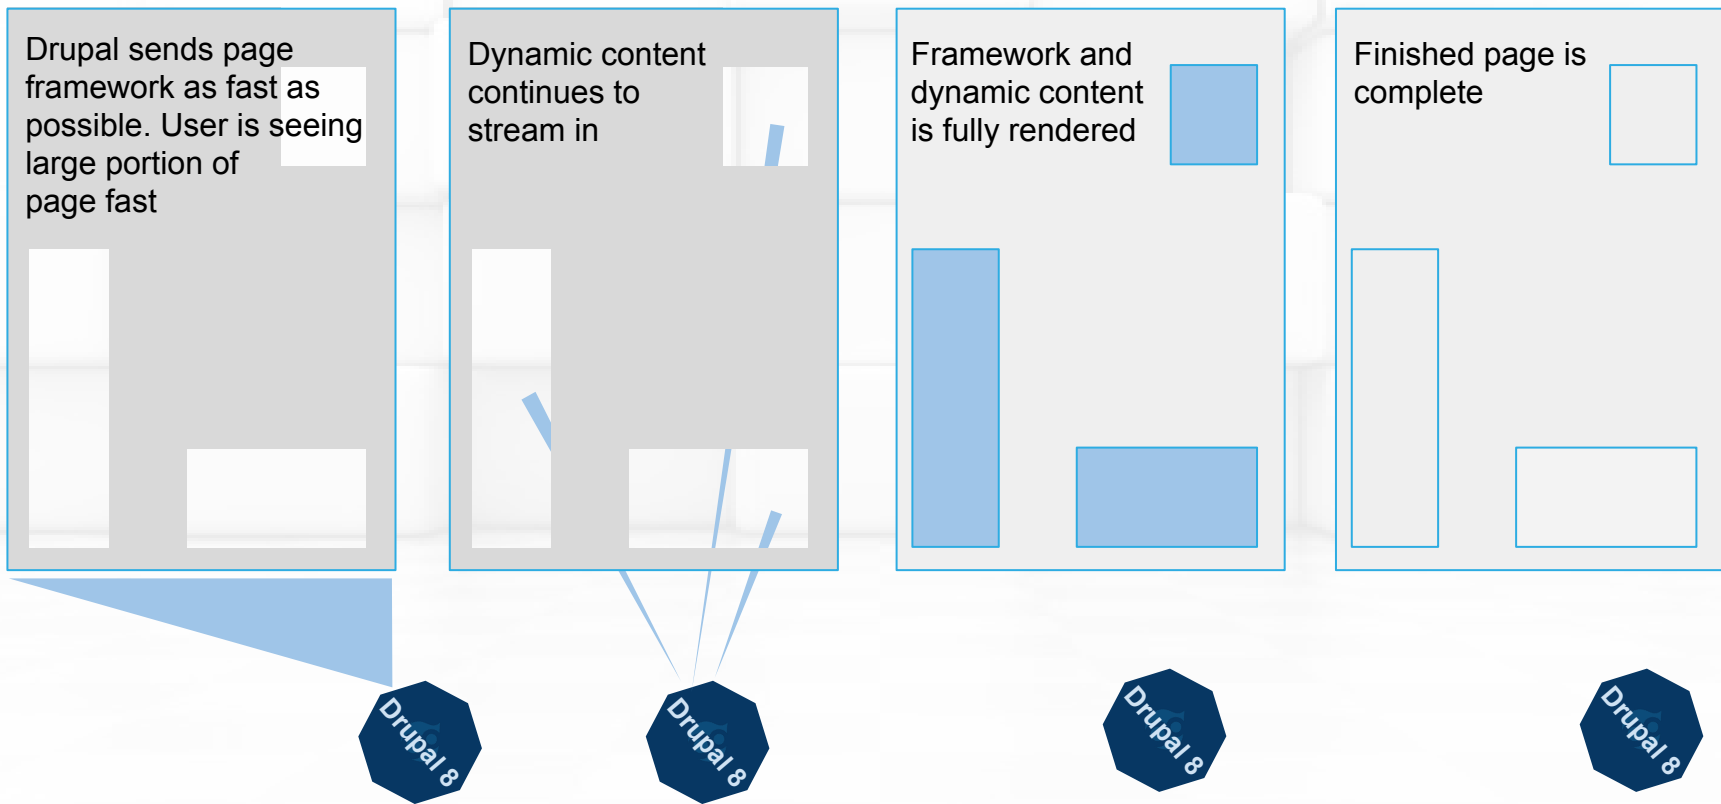 Drupal sends page
framework as fast as
possible. User is seeing
large portion of
page fast
Dynamic content
continues to
stream in
Framework and
dynamic content
is fully rendered
Finished page is
complete
Drupal 8
Drupal 8
Drupal 8
Drupal 8